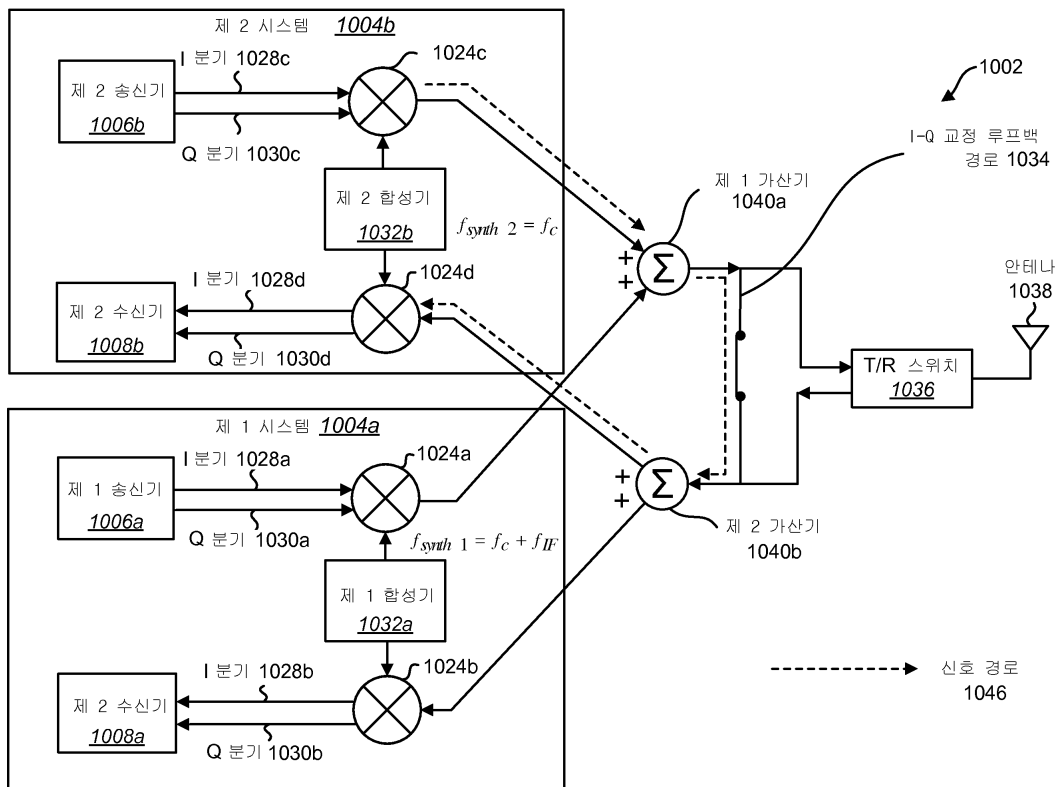 제 2 시스템 1004b
I 분기 1028c
1024c
제 2 송신기
1006b
Q 분기 1030c
제 2 합성기
1032b
f_synth 2 = f_c
I 분기 1028d
1024d
제 2 수신기
1008b
Q 분기 1030d
1002
I-Q 교정 루프백
경로 1034
제 1 가산기
1040a
+
+
Σ
안테나
1038
T/R 스위치
1036
+
+
Σ
제 2 가산기
1040b
제 1 시스템 1004a
I 분기 1028a
1024a
제 1 송신기
1006a
Q 분기 1030a
f_synth 1 = f_c + f_IF
제 1 합성기
1032a
I 분기 1028b
1024b
제 2 수신기
1008a
Q 분기 1030b
신호 경로
1046